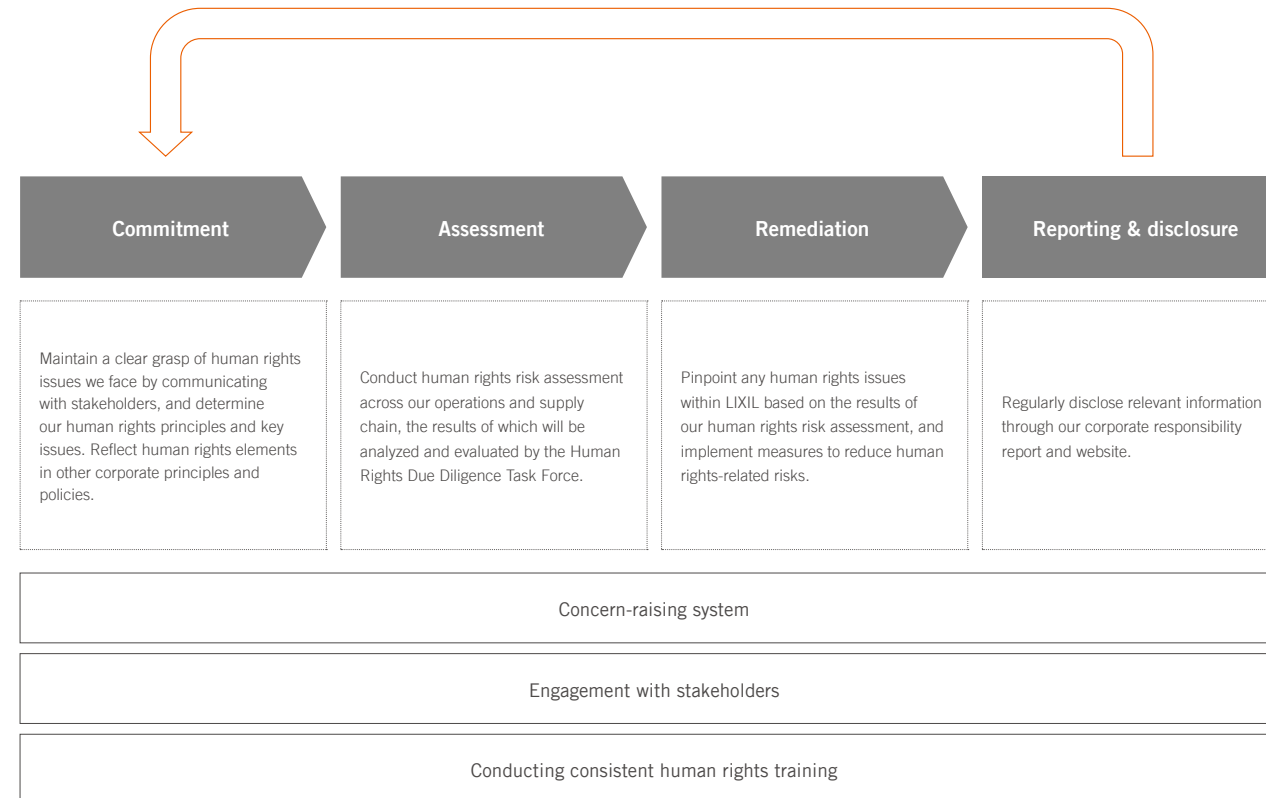 Commitment
Assessment
Remediation
Reporting & disclosure
Maintain a clear grasp of human rights
issues we face by communicating
with stakeholders, and determine
our human rights principles and key
issues. Reflect human rights elements
in other corporate principles and
policies.
Conduct human rights risk assessment
across our operations and supply
chain, the results of which will be
analyzed and evaluated by the Human
Rights Due Diligence Task Force.
Pinpoint any human rights issues
within LIXIL based on the results of
our human rights risk assessment, and
implement measures to reduce human
rights-related risks.
Regularly disclose relevant information
through our corporate responsibility
report and website.
Concern-raising system
Engagement with stakeholders
Conducting consistent human rights training